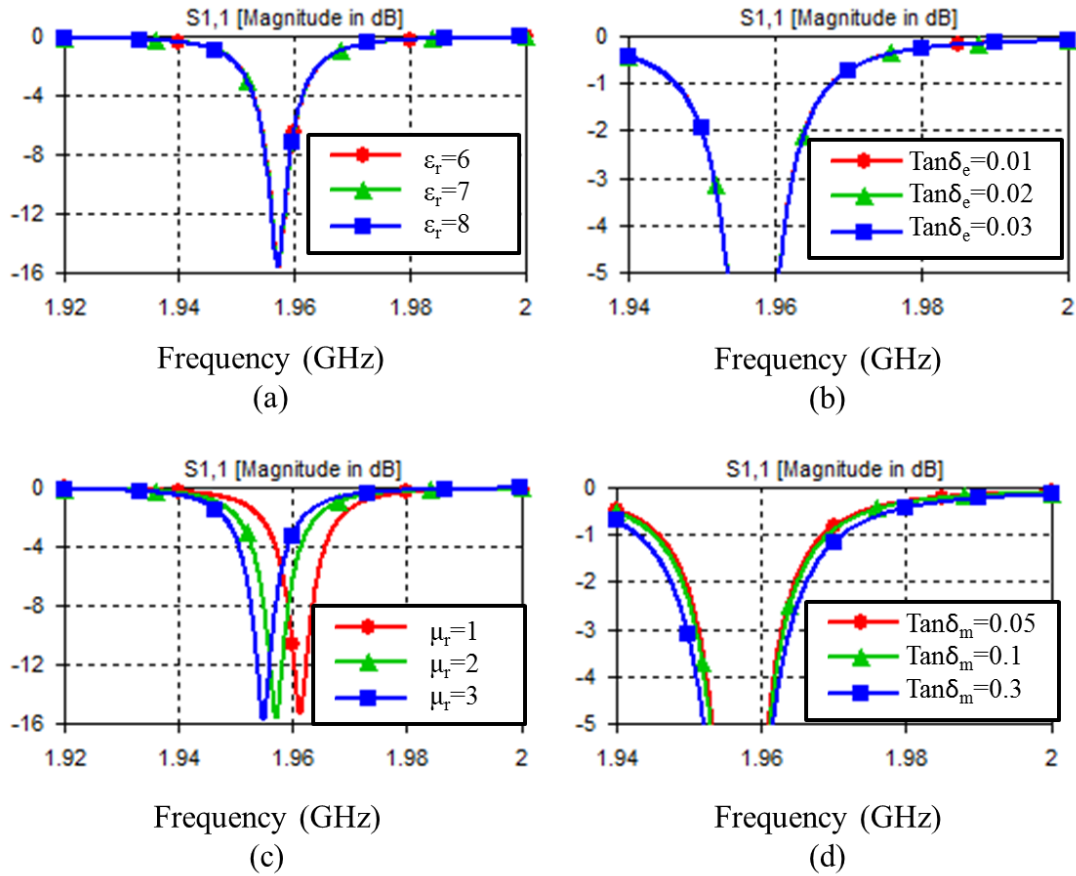 S1,1 [Magnitude in dB]
0
-4
-8
-12
-16
1.92
1.94
1.96
1.98
2
εr=6
εr=7
εr=8
Frequency (GHz)
(a)
S1,1 [Magnitude in dB]
0
-1
-2
-3
-4
-5
1.94
1.96
1.98
2
Tanδe=0.01
Tanδe=0.02
Tanδe=0.03
Frequency (GHz)
(b)
S1,1 [Magnitude in dB]
0
-4
-8
-12
-16
1.92
1.94
1.96
1.98
2
μr=1
μr=2
μr=3
Frequency (GHz)
(c)
S1,1 [Magnitude in dB]
0
-1
-2
-3
-4
-5
1.94
1.96
1.98
2
Tanδm=0.05
Tanδm=0.1
Tanδm=0.3
Frequency (GHz)
(d)